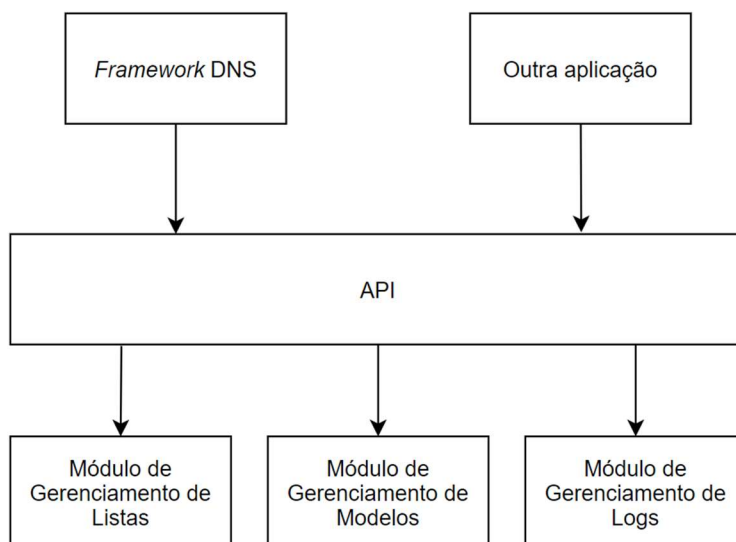 Framework DNS
Outra aplicação
API
Módulo de
Gerenciamento de
Listas
Módulo de
Gerenciamento de
Modelos
Módulo de
Gerenciamento de
Logs